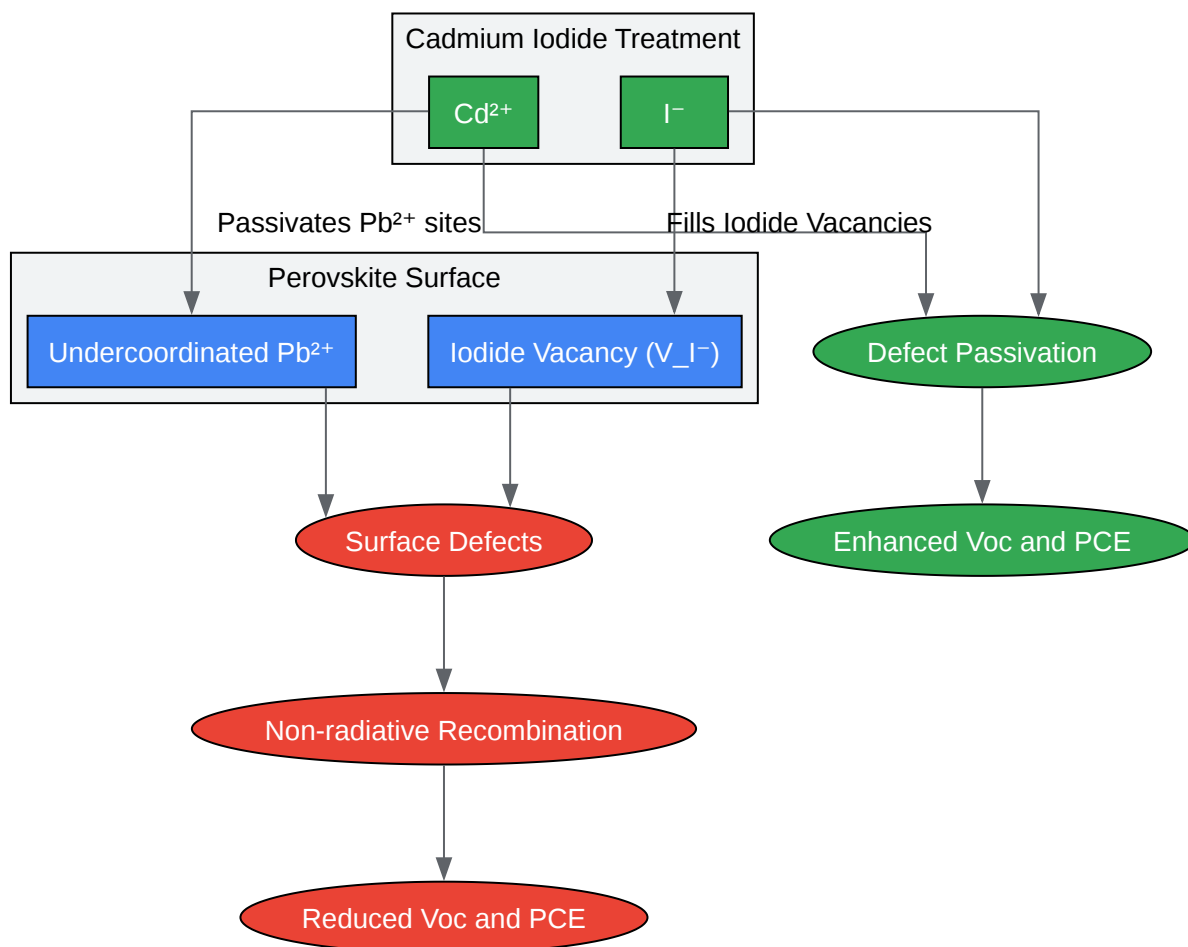 Cadmium Iodide Treatment
Cd²⁺
I⁻
Passivates Pb²⁺ sites
Fills Iodide Vacancies
Perovskite Surface
Undercoordinated Pb²⁺
Iodide Vacancy (V_I⁻)
Defect Passivation
Surface Defects
Enhanced Voc and PCE
Non-radiative Recombination
Reduced Voc and PCE